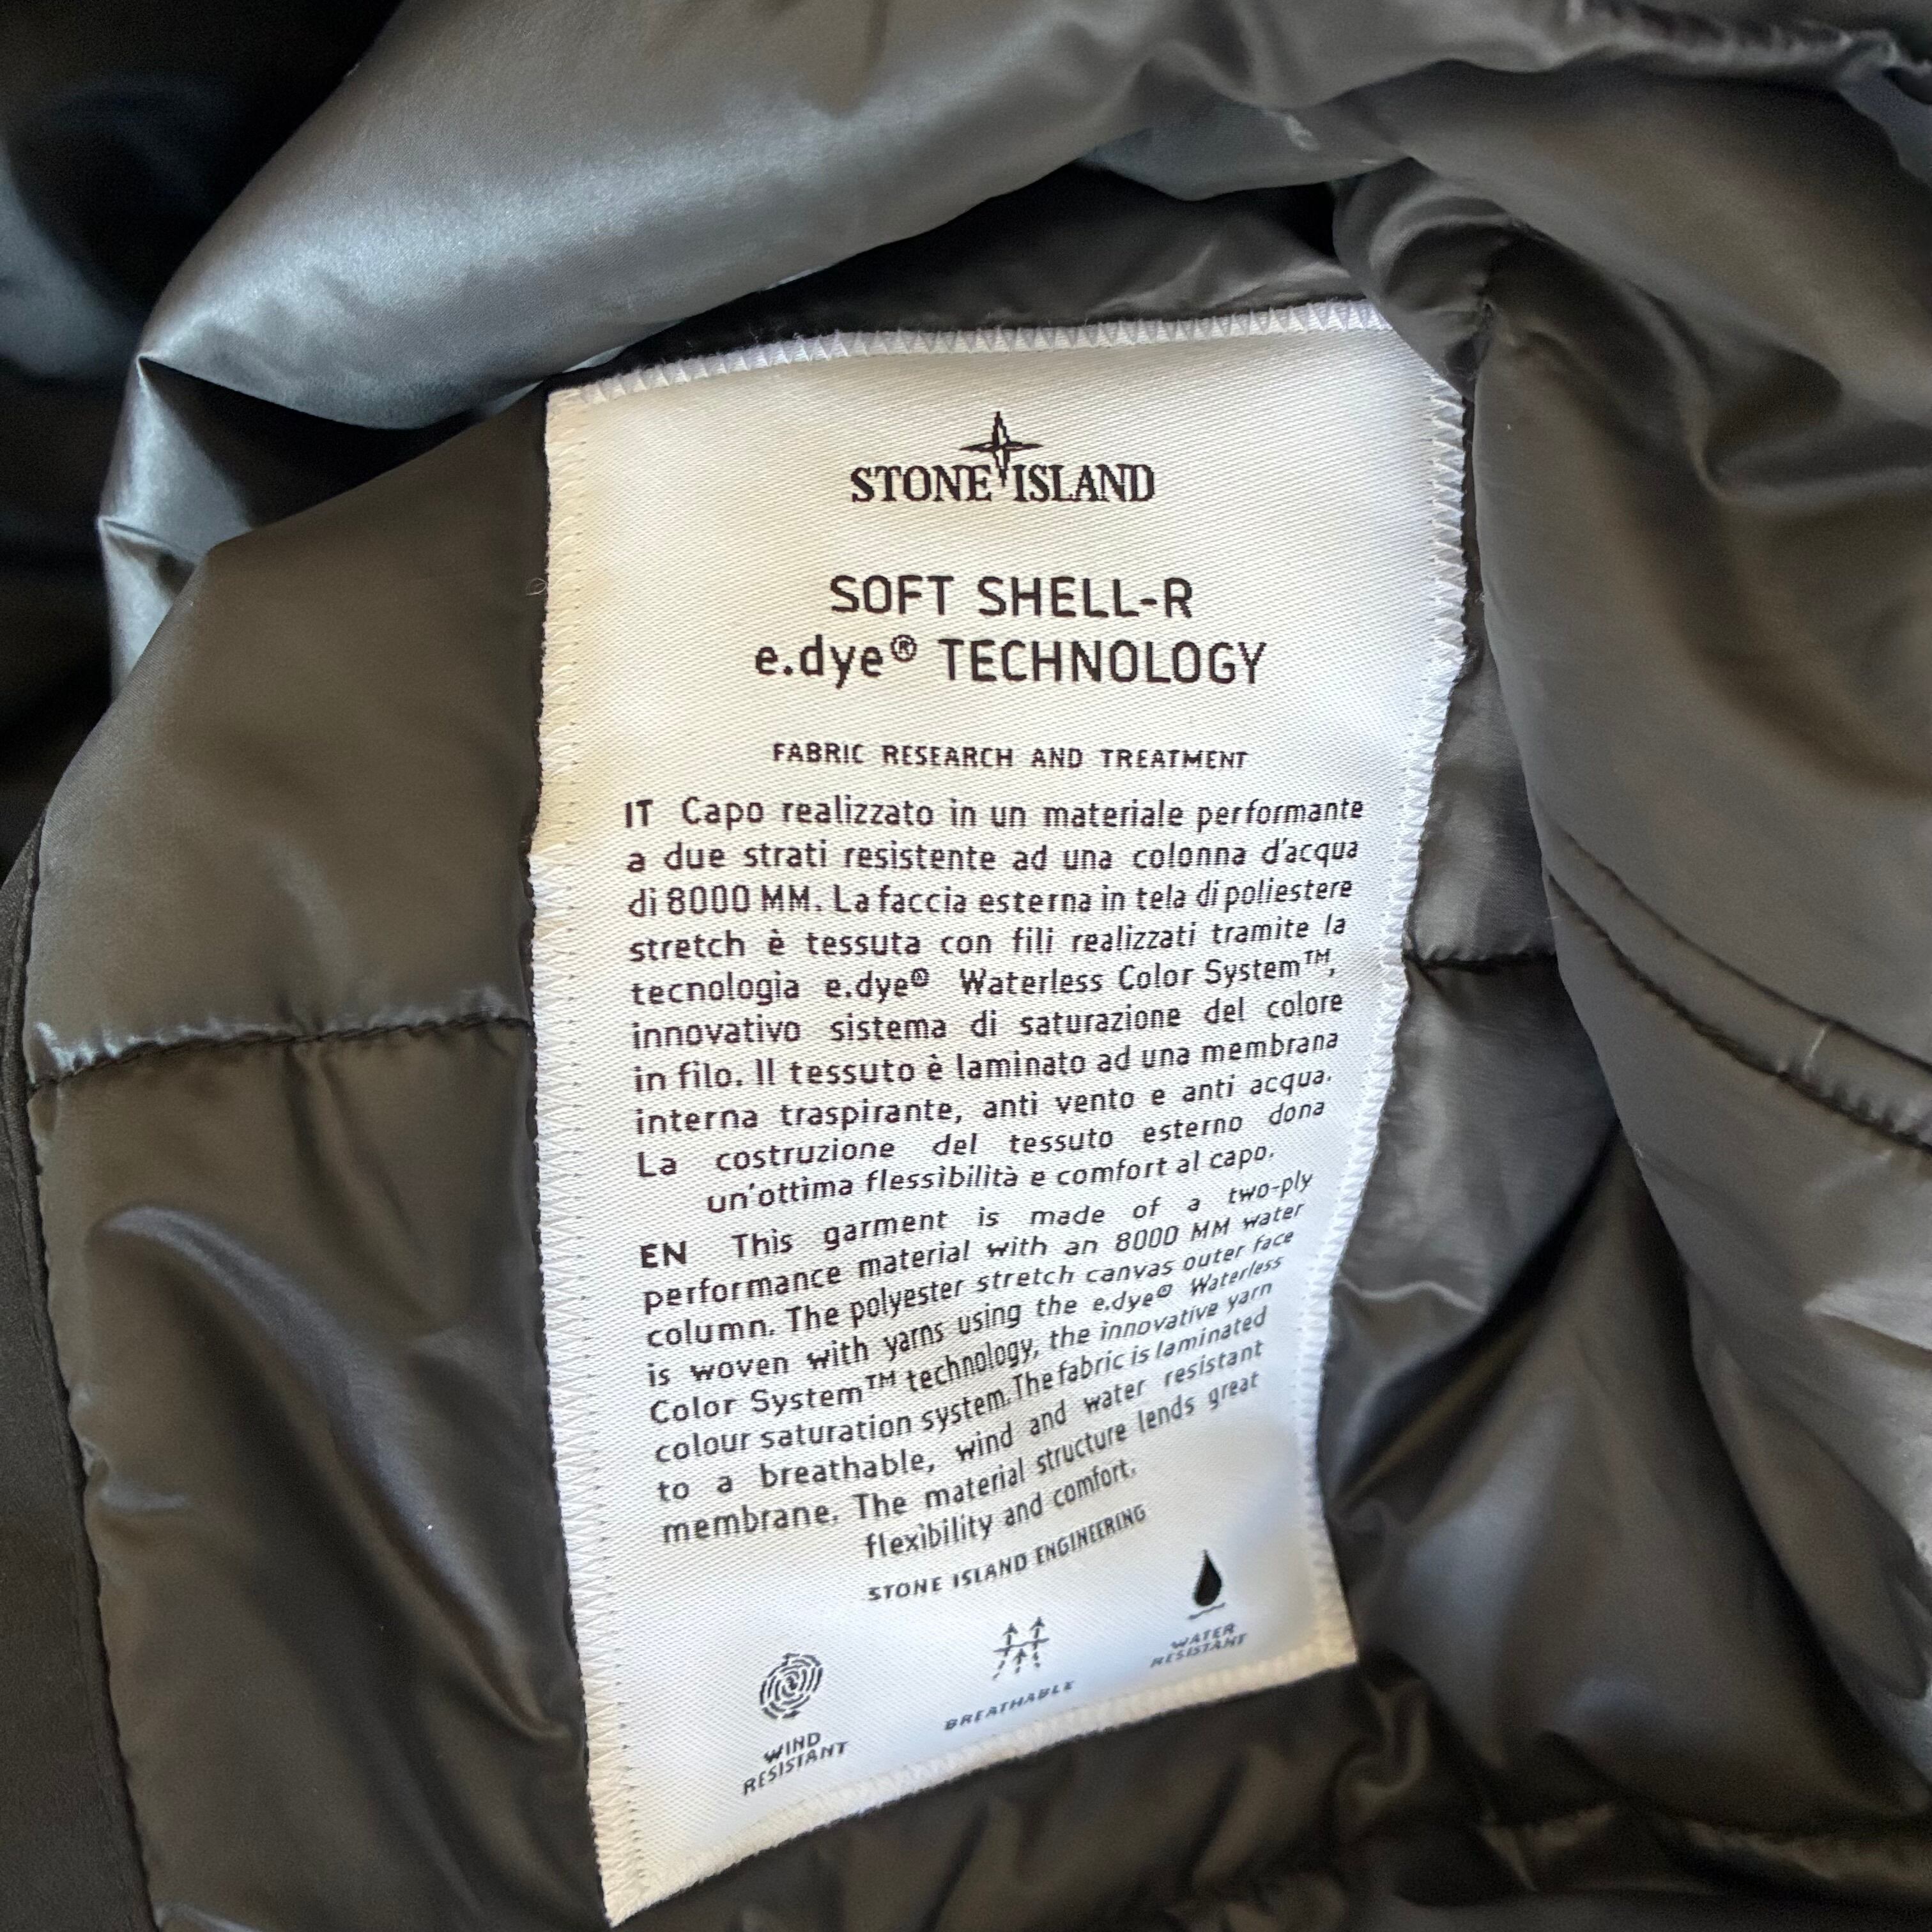 STONE ISLAND
SOFT SHELL-R
e.dye® TECHNOLOGY
FABRIC RESEARCH AND TREATMENT
IT Capo realizzato in un materiale performante
a due strati resistente ad una colonna d'acqua
di 8000 MM. La faccia esterna in tela di poliestere
stretch è tessuta con fili realizzati tramite la
tecnologia e.dye® Waterless Color System™,
innovativo sistema di saturazione del colore
in filo. Il tessuto è laminato ad una membrana
interna traspirante, anti vento e anti acqua.
La costruzione del tessuto esterno dona
un'ottima flessibilità e comfort al capo.
EN This garment is made of a two-ply
performance material with an 8000 MM water
column. The polyester stretch canvas outer face
is woven with yarns using the e.dye® Waterless
Color System™ technology, the innovative yarn
colour saturation system. The fabric is laminated
to a breathable, wind and water resistant
membrane. The material structure lends great
flexibility and comfort.
STONE ISLAND ENGINEERING
WIND
RESISTANT
BREATHABLE
WATER
RESISTANT